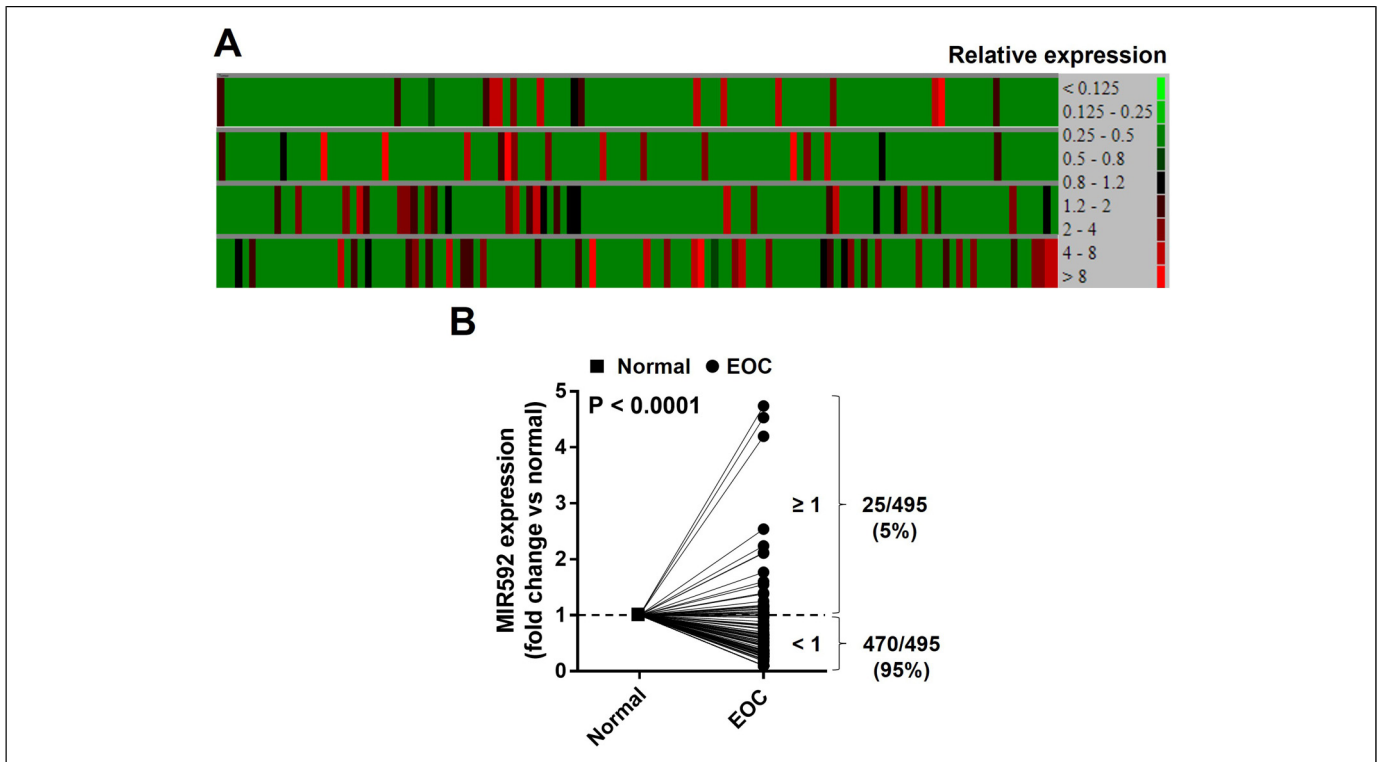 A
Relative expression
< 0.125
0.125 - 0.25
0.25 - 0.5
0.5 - 0.8
0.8 - 1.2
1.2 - 2
2 - 4
4 - 8
> 8
B
■ Normal ● EOC
P < 0.0001
MIR592 expression
(fold change vs normal)
5
4
3
2
1
0
≥ 1
25/495
(5%)
< 1
470/495
(95%)
Normal
EOC